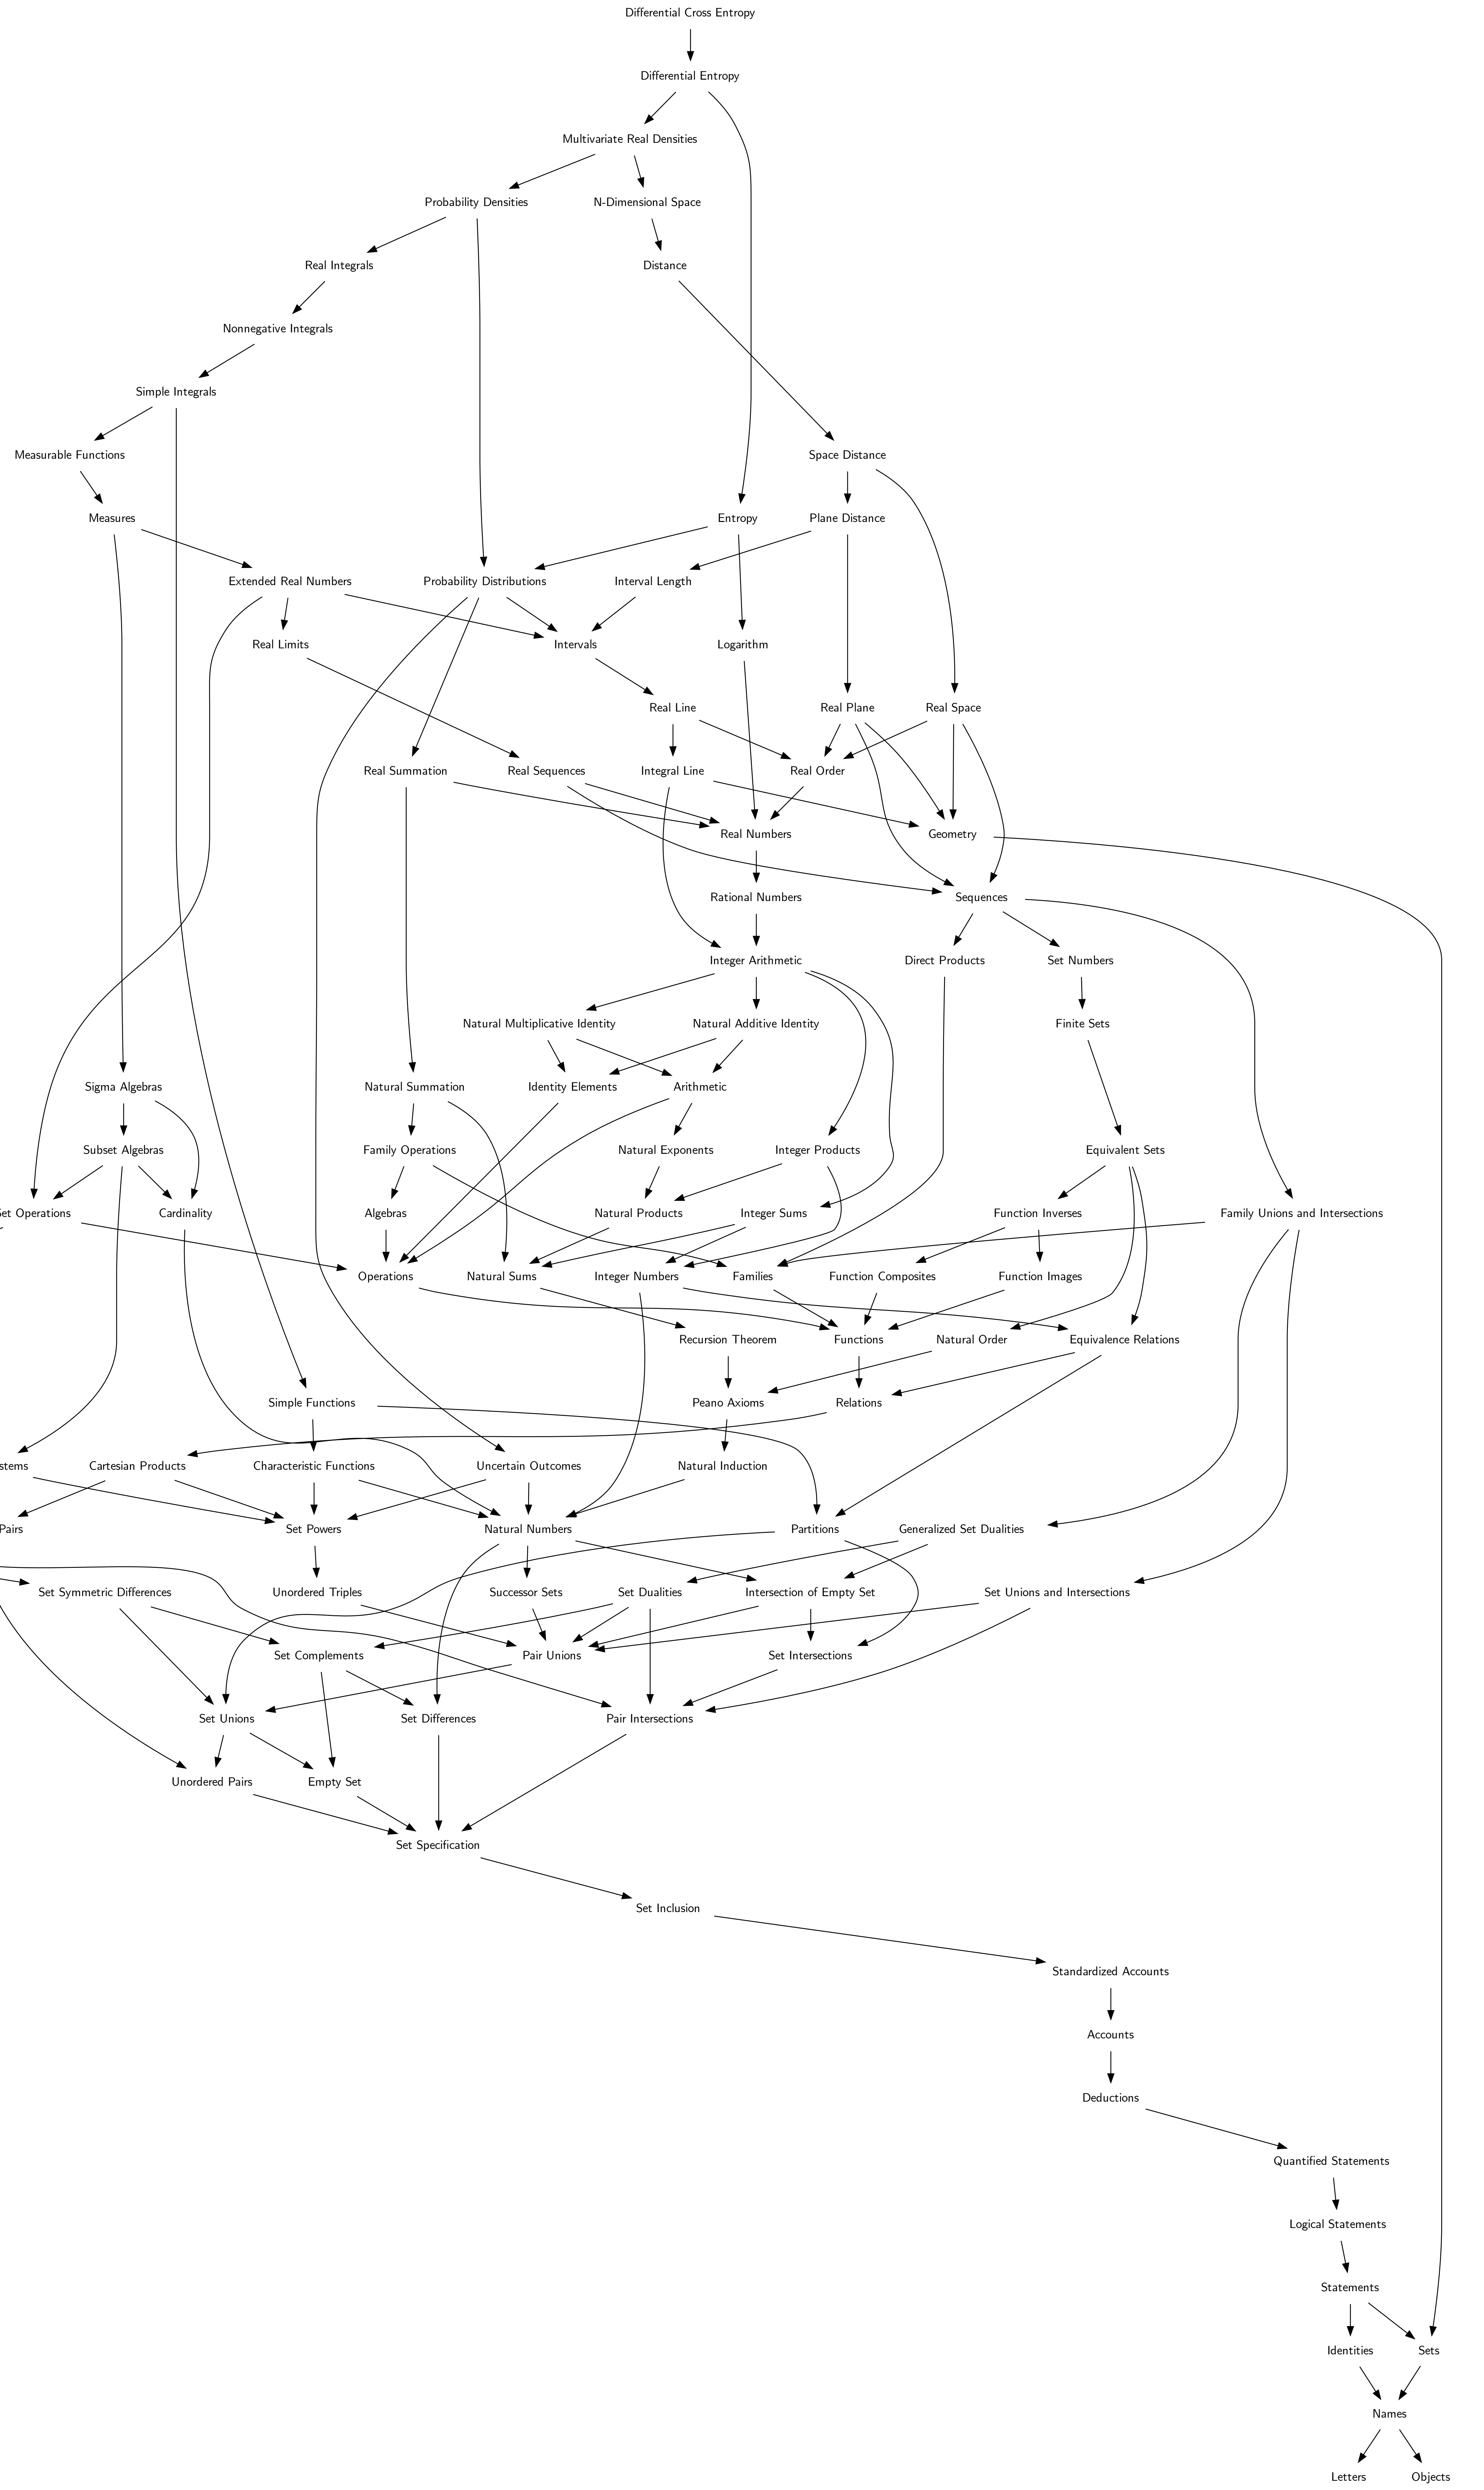 Differential Cross Entropy
Differential Entropy
Multivariate Real Densities
Probability Densities
N-Dimensional Space
Real Integrals
Distance
Nonnegative Integrals
Simple Integrals
Measurable Functions
Space Distance
Measures
Entropy
Plane Distance
Extended Real Numbers
Probability Distributions
Interval Length
Real Limits
Intervals
Logarithm
Real Line
Real Plane
Real Space
Real Summation
Real Sequences
Integral Line
Real Order
Real Numbers
Geometry
Rational Numbers
Sequences
Integer Arithmetic
Direct Products
Set Numbers
Natural Multiplicative Identity
Natural Additive Identity
Finite Sets
Sigma Algebras
Natural Summation
Identity Elements
Arithmetic
Subset Algebras
Family Operations
Natural Exponents
Integer Products
Equivalent Sets
et Operations
Cardinality
Algebras
Natural Products
Integer Sums
Function Inverses
Family Unions and Intersections
Operations
Natural Sums
Integer Numbers
Families
Function Composites
Function Images
Recursion Theorem
Functions
Natural Order
Equivalence Relations
Simple Functions
Peano Axioms
Relations
stems
Cartesian Products
Characteristic Functions
Uncertain Outcomes
Natural Induction
Pairs
Set Powers
Natural Numbers
Partitions
Generalized Set Dualities
Set Symmetric Differences
Unordered Triples
Successor Sets
Set Dualities
Intersection of Empty Set
Set Unions and Intersections
Set Complements
Pair Unions
Set Intersections
Set Unions
Set Differences
Pair Intersections
Unordered Pairs
Empty Set
Set Specification
Set Inclusion
Standardized Accounts
Accounts
Deductions
Quantified Statements
Logical Statements
Statements
Identities
Sets
Names
Letters
Objects